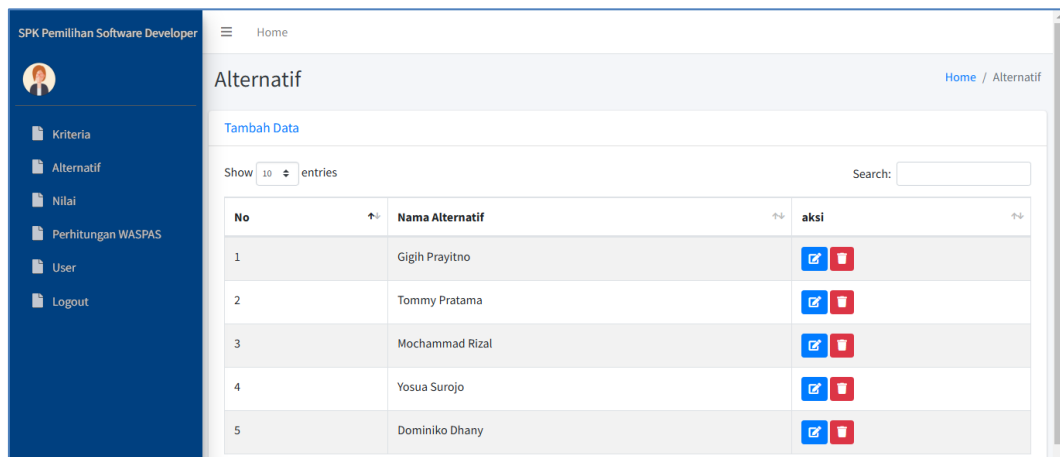 SPK Pemilihan Software Developer
Kriteria
Alternatif
Nilai
Perhitungan WASPAS
User
Logout
Home
Alternatif
Home / Alternatif
Tambah Data
Show 10 entries
Search:
No Nama Alternatif aksi
1 Gigih Prayitno
2 Tommy Pratama
3 Mochammad Rizal
4 Yosua Surojo
5 Dominiko Dhany